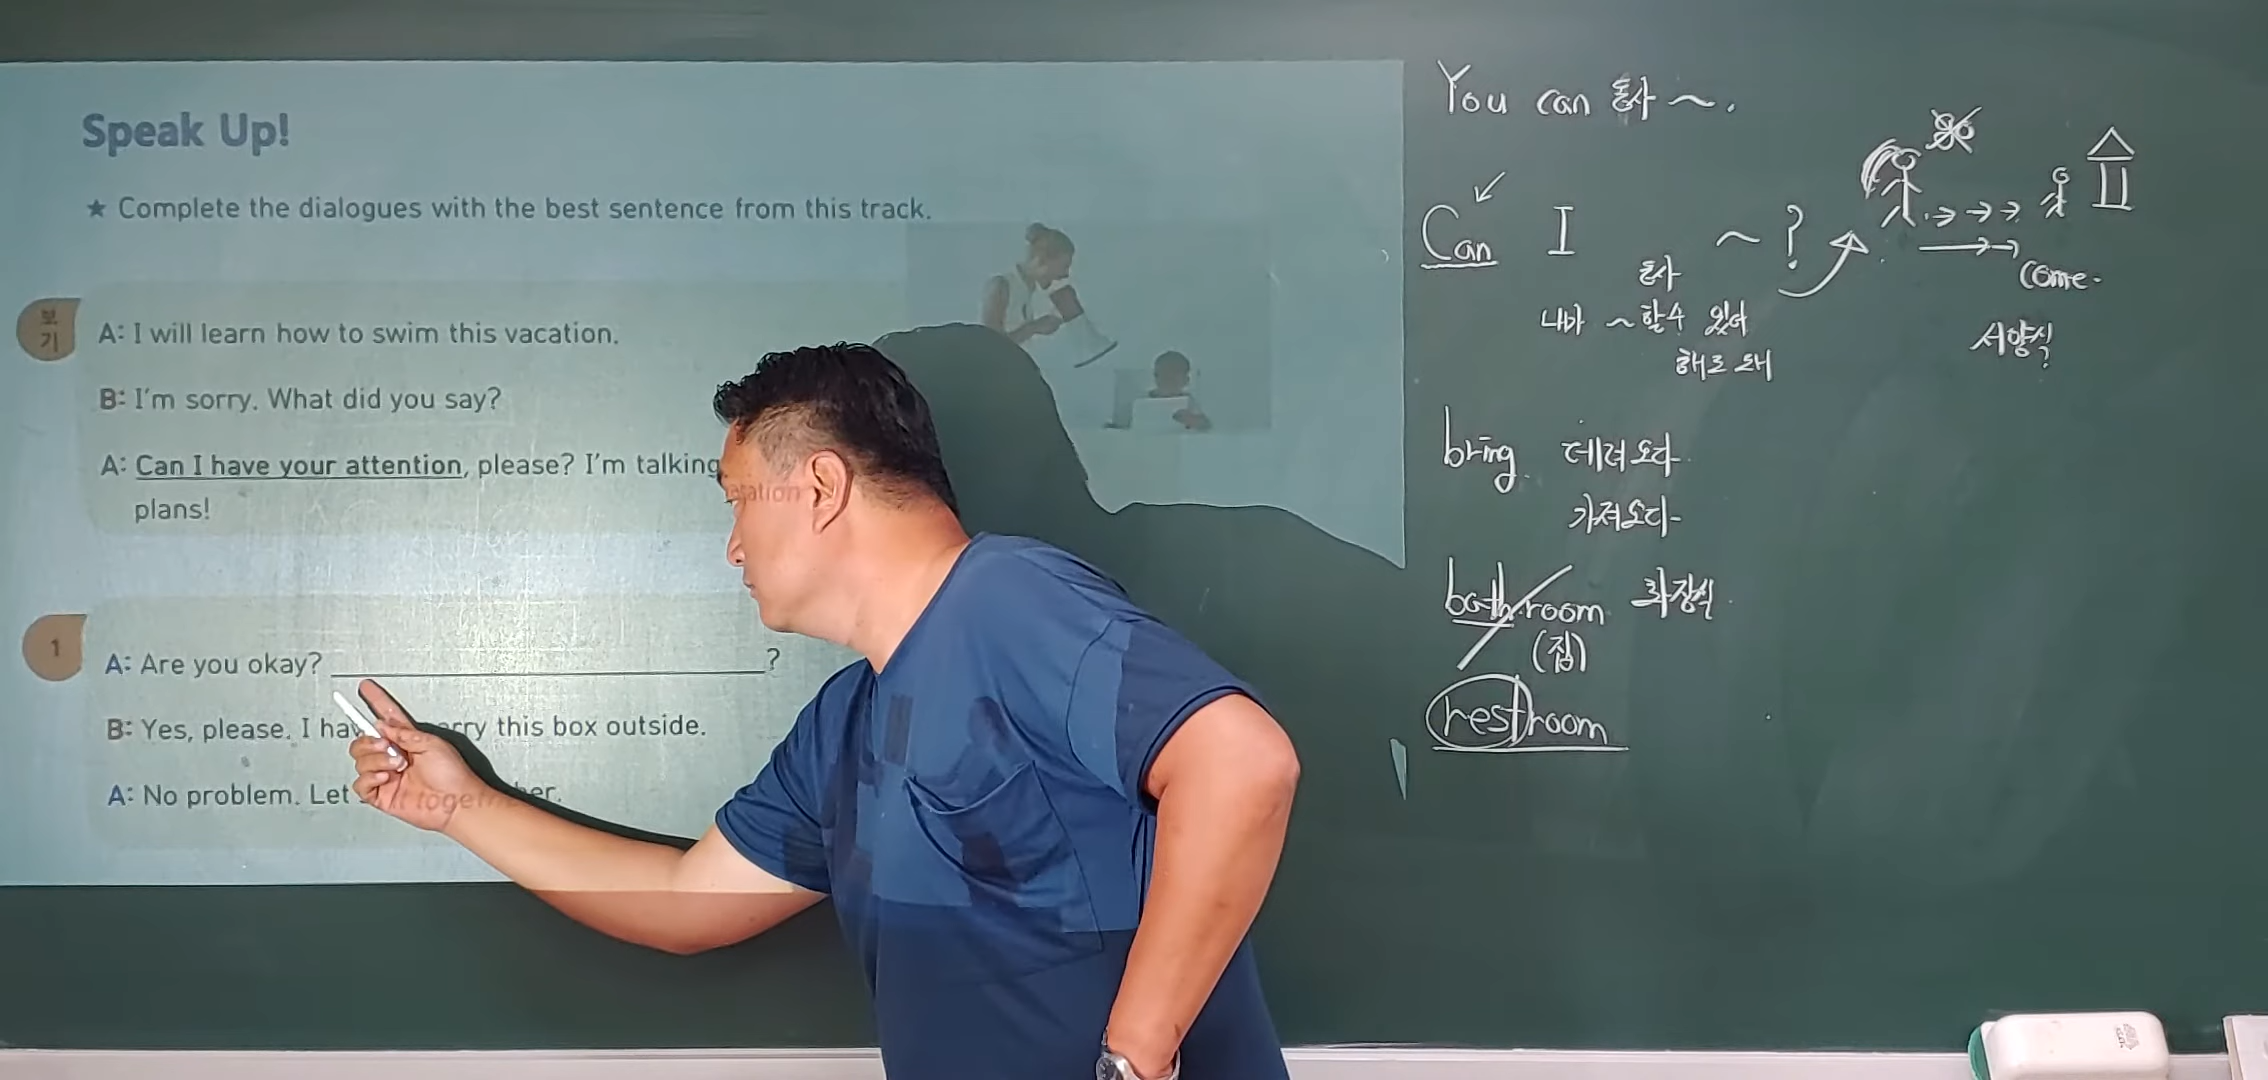 Speak Up!
★ Complete the dialogues with the best sentence from this track.
보기
A: I will learn how to swim this vacation.
B: I'm sorry. What did you say?
A: Can I have your attention, please? I'm talking
plans!
1
A: Are you okay? ?
B: Yes, please. I this box outside.
A: No problem. Let
You can 동사 ~.
Can I ~ ?
동사
내가 ~ 할 수 있어
해도 돼
come.
서양식
bring 데려오다
가져오다
bathroom 화장실
(집)
restroom